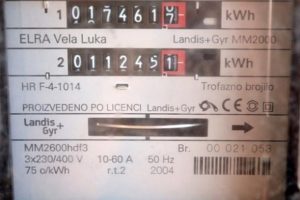 1 0174617 kWh
ELRA Vela Luka Landis+Gyr MM2000
2 0112451 kWh
HR F-4-1014 Trofazno brojilo
PROIZVEDENO PO LICENCI Landis+Gyr CE
Landis+
Gyr
MM2600hdf3 Br. 00 021 053
3x230/400 V 10-60 A 50 Hz
75 o/kWh r.t.2 2004